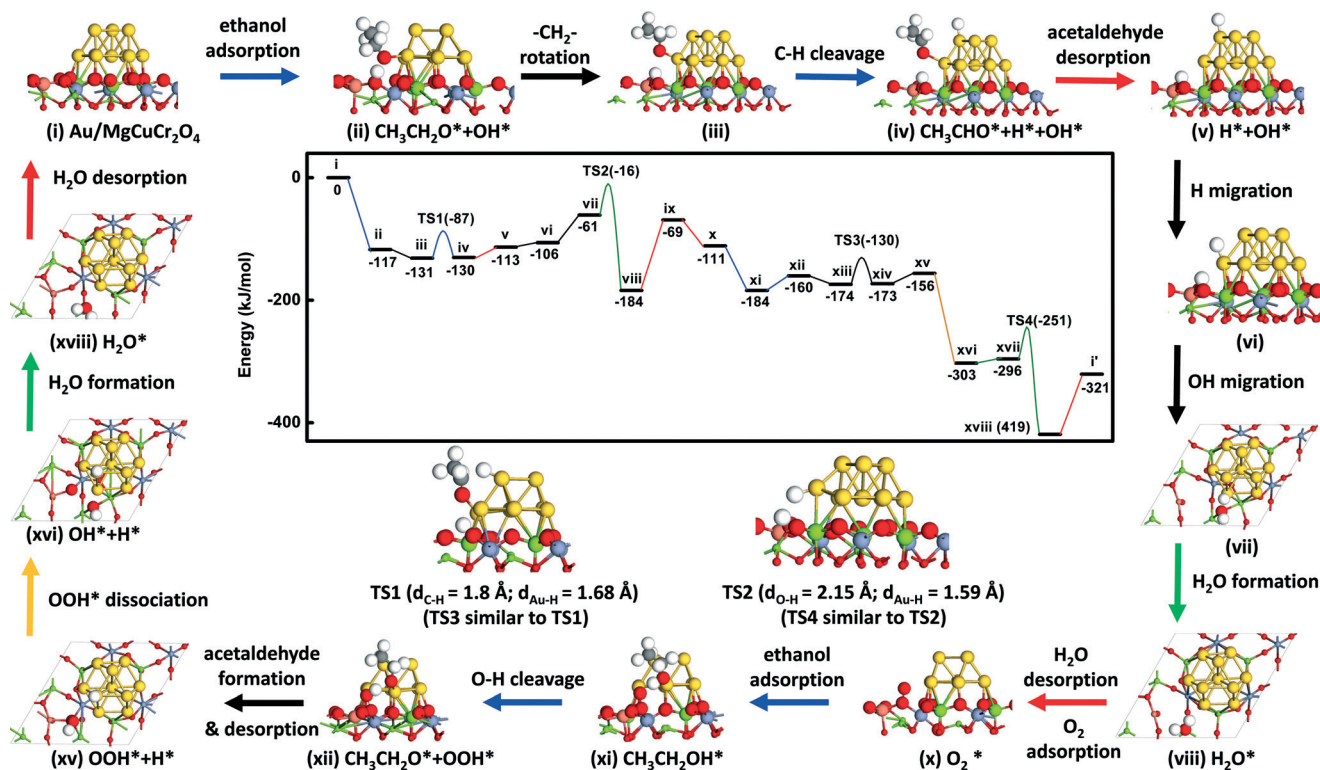 ethanol
adsorption
-CH₂-
rotation
C-H cleavage
acetaldehyde
desorption
(i) Au/MgCuCr₂O₄
(ii) CH₃CH₂O*+OH*
(iii)
(iv) CH₃CHO*+H*+OH*
(v) H*+OH*
H₂O desorption
H migration
(xviii) H₂O*
(vi)
H₂O formation
OH migration
(xvi) OH*+H*
(vii)
OOH* dissociation
H₂O formation
Energy (kJ/mol)
0
-200
-400
i
0
ii
-117
iii
-131
TS1(-87)
iv
-130
v
-113
vi
-106
vii
-61
TS2(-16)
viii
-184
ix
-69
x
-111
xi
-184
xii
-160
xiii
-174
TS3(-130)
xiv
-173
xv
-156
xvi
-303
xvii
-296
TS4(-251)
xviii (419)
i'
-321
TS1 (d_C-H = 1.8 Å; d_Au-H = 1.68 Å)
(TS3 similar to TS1)
TS2 (d_O-H = 2.15 Å; d_Au-H = 1.59 Å)
(TS4 similar to TS2)
acetaldehyde
formation
& desorption
O-H cleavage
ethanol
adsorption
H₂O
desorption
O₂
adsorption
(xv) OOH*+H*
(xii) CH₃CH₂O*+OOH*
(xi) CH₃CH₂OH*
(x) O₂ *
(viii) H₂O*